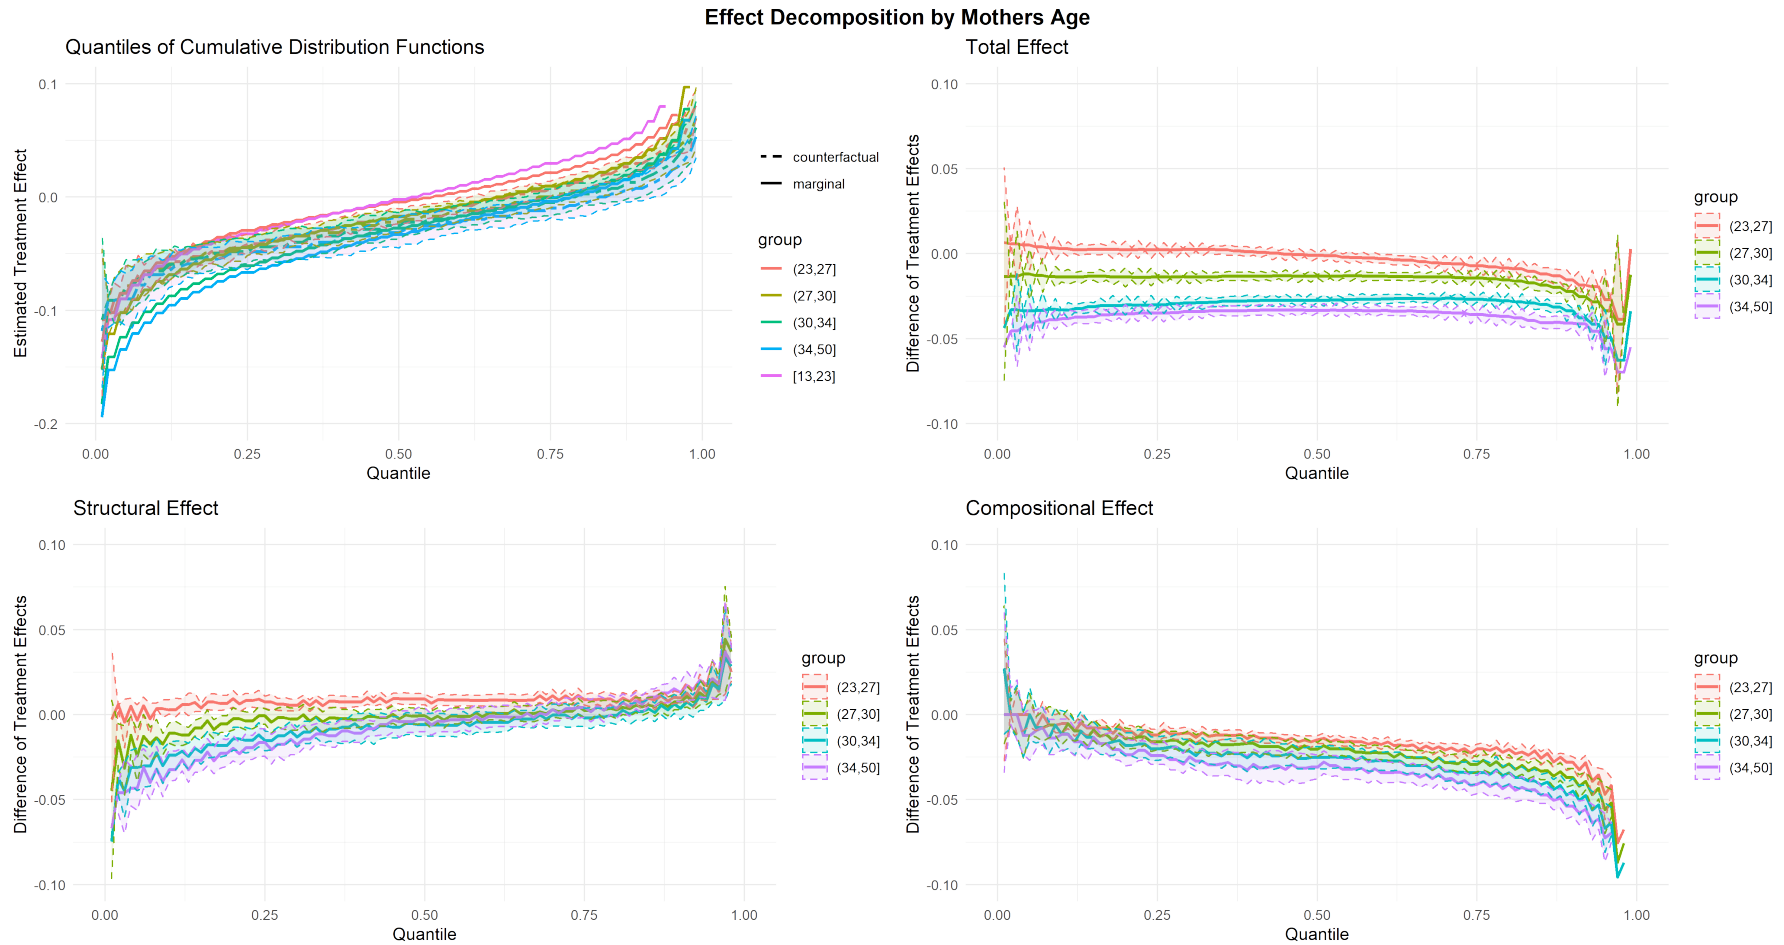 Effect Decomposition by Mothers Age
Quantiles of Cumulative Distribution Functions
Estimated Treatment Effect
0.1
0.0
-0.1
-0.2
0.00 0.25 0.50 0.75 1.00
Quantile
counterfactual
marginal
group
(23,27]
(27,30]
(30,34]
(34,50]
[13,23]
Total Effect
Difference of Treatment Effects
0.10
0.05
0.00
-0.05
-0.10
0.00 0.25 0.50 0.75 1.00
Quantile
group
(23,27]
(27,30]
(30,34]
(34,50]
Structural Effect
Difference of Treatment Effects
0.10
0.05
0.00
-0.05
-0.10
0.00 0.25 0.50 0.75 1.00
Quantile
group
(23,27]
(27,30]
(30,34]
(34,50]
Compositional Effect
Difference of Treatment Effects
0.10
0.05
0.00
-0.05
-0.10
0.00 0.25 0.50 0.75 1.00
Quantile
group
(23,27]
(27,30]
(30,34]
(34,50]